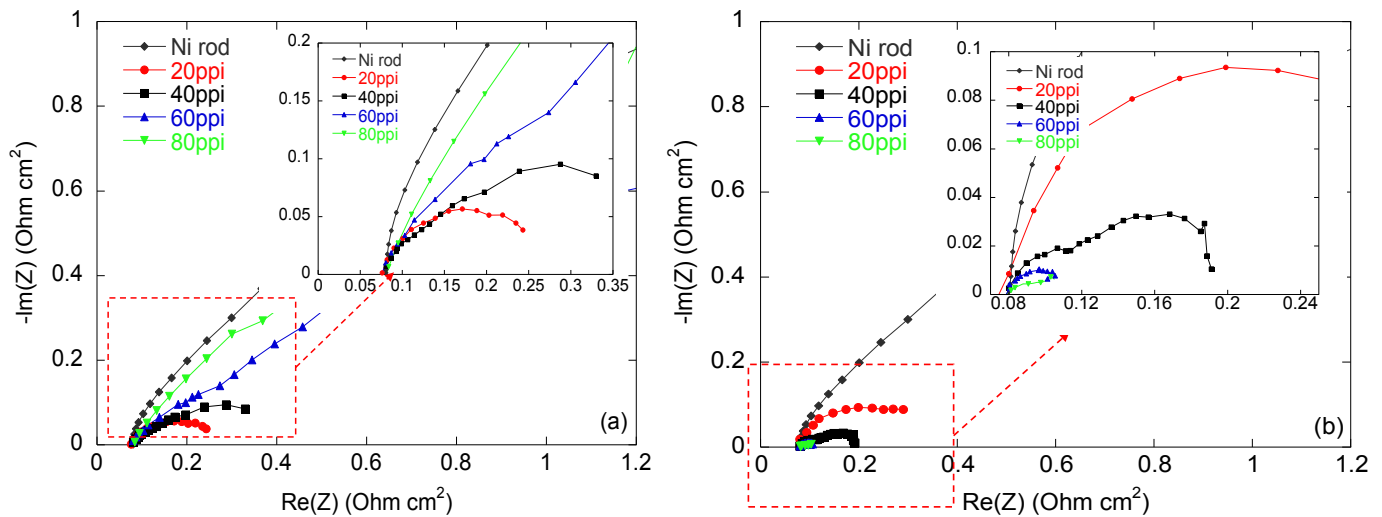 1
0.8
0.6
0.4
0.2
0
-Im(Z) (Ohm cm²)
0 0.2 0.4 0.6 0.8 1 1.2
Re(Z) (Ohm cm²)
Ni rod
20ppi
40ppi
60ppi
80ppi
0.2
0.15
0.1
0.05
0
0 0.05 0.1 0.15 0.2 0.25 0.3 0.35
Ni rod
20ppi
40ppi
60ppi
80ppi
(a)
1
0.8
0.6
0.4
0.2
0
-Im(Z) (Ohm cm²)
0 0.2 0.4 0.6 0.8 1 1.2
Re(Z) (Ohm cm²)
Ni rod
20ppi
40ppi
60ppi
80ppi
0.1
0.08
0.06
0.04
0.02
0
0.08 0.12 0.16 0.2 0.24
Ni rod
20ppi
40ppi
60ppi
80ppi
(b)